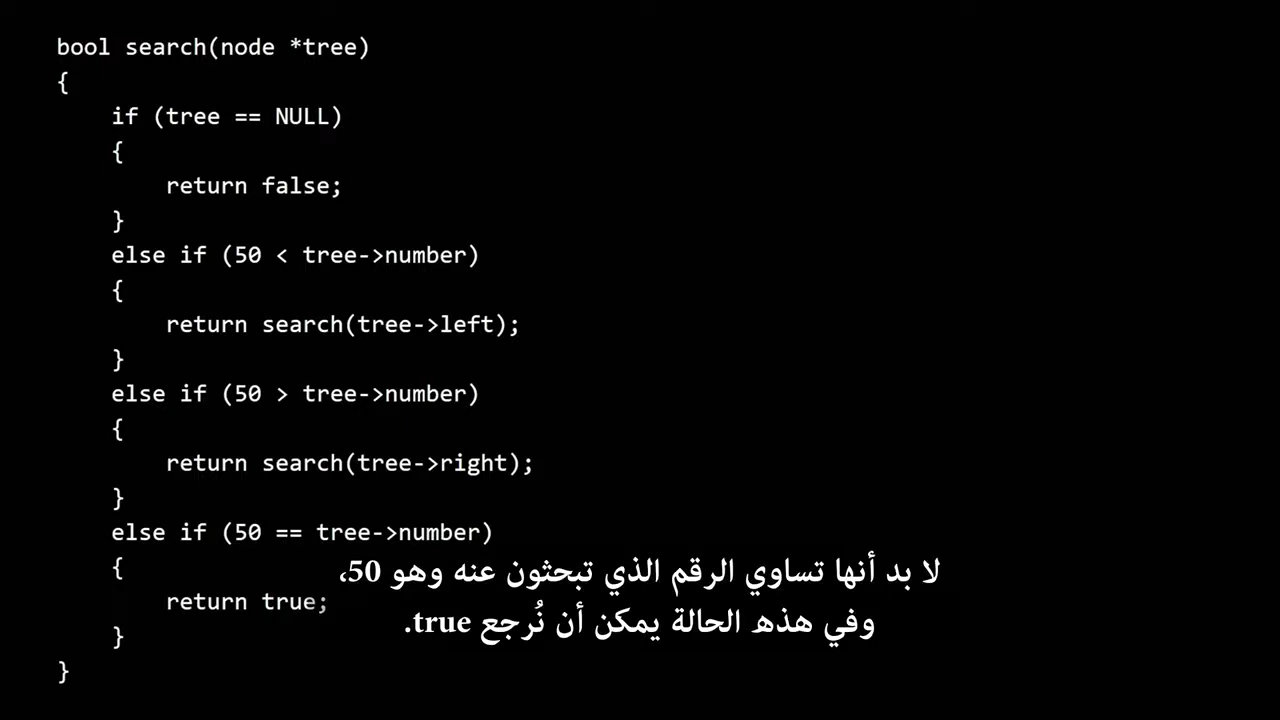 bool search(node *tree)
{
    if (tree == NULL)
    {
        return false;
    }
    else if (50 < tree->number)
    {
        return search(tree->left);
    }
    else if (50 > tree->number)
    {
        return search(tree->right);
    }
    else if (50 == tree->number)
    {
        return true;
    }
}
لا بد أنها تساوي الرقم الذي تبحثون عنه وهو 50،
وفي هذه الحالة يمكن أن نُرجع true.